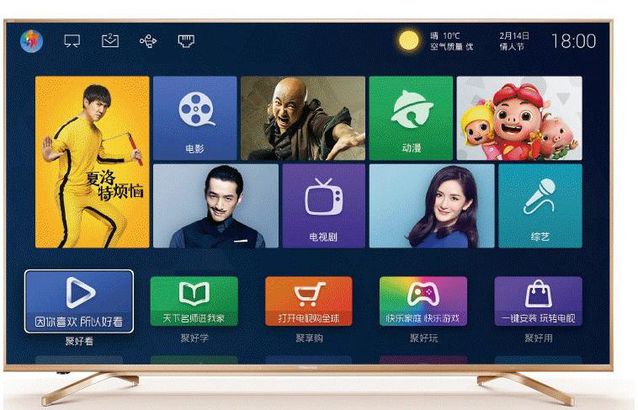 2
晴 10℃
空气质量 优
2月14日
情人节
18:00
夏洛
特烦恼
电影
动漫
电视剧
综艺
因你喜欢 所以好看
天下名师进我家
打开电视购全球
快乐家庭 快乐游戏
一键安装 玩转电视
聚好看
聚好学
聚享购
聚好玩
聚好用
Hisense